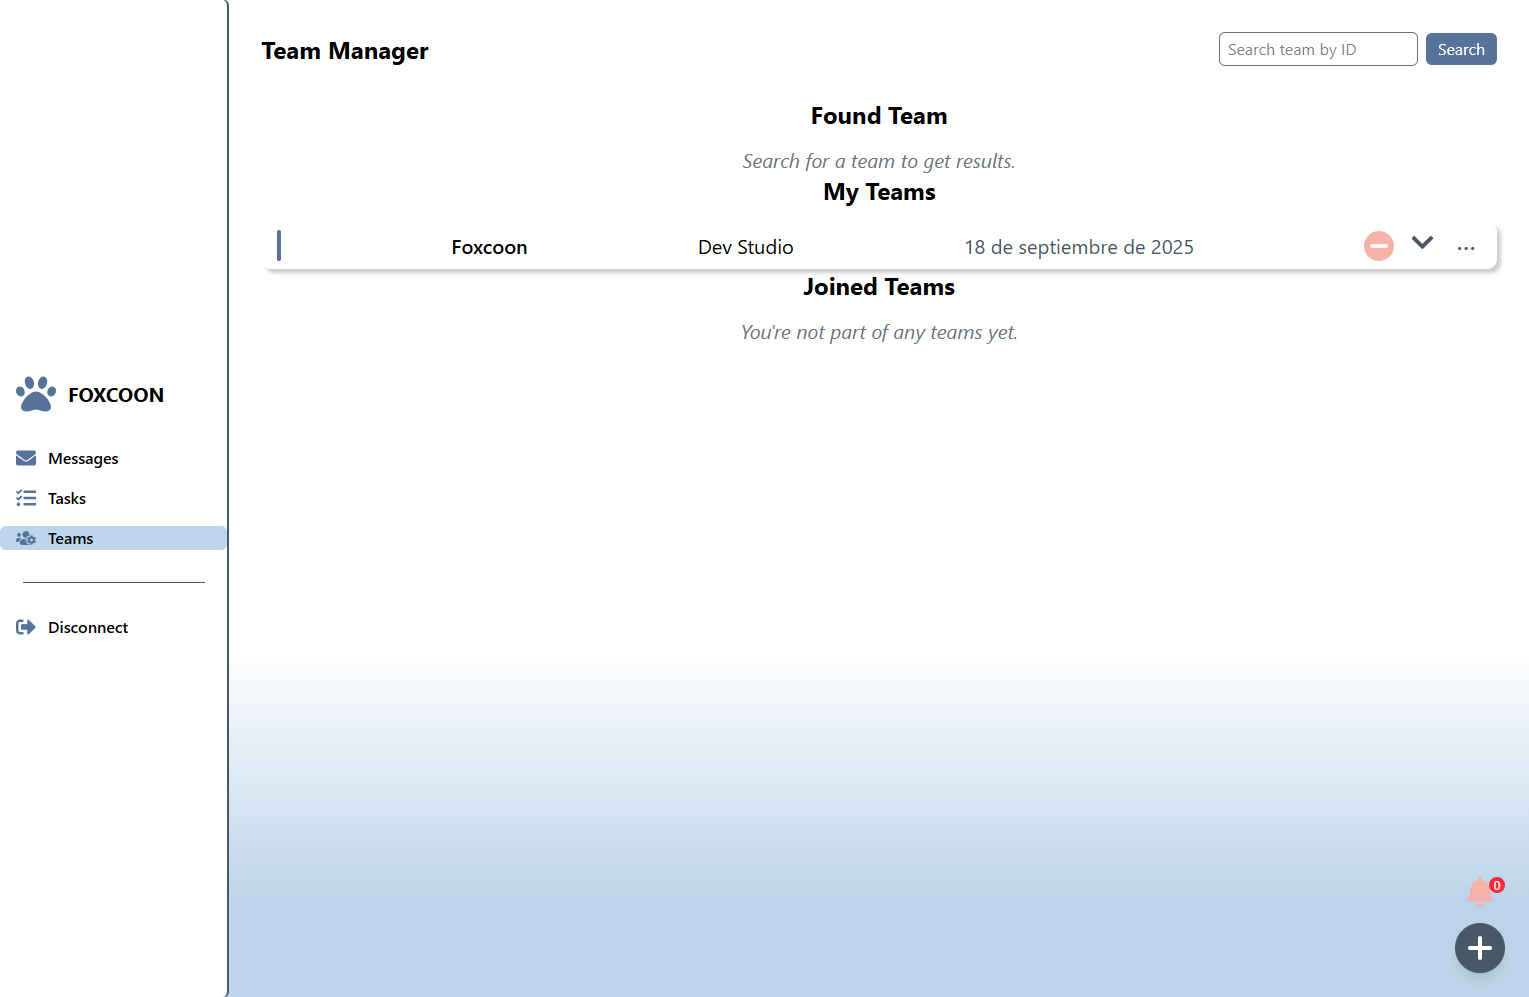 Team Manager
Search team by ID
Search
Found Team
Search for a team to get results.
My Teams
Foxcoon
Dev Studio
18 de septiembre de 2025
...
Joined Teams
You're not part of any teams yet.
FOXCOON
Messages
Tasks
Teams
Disconnect
0